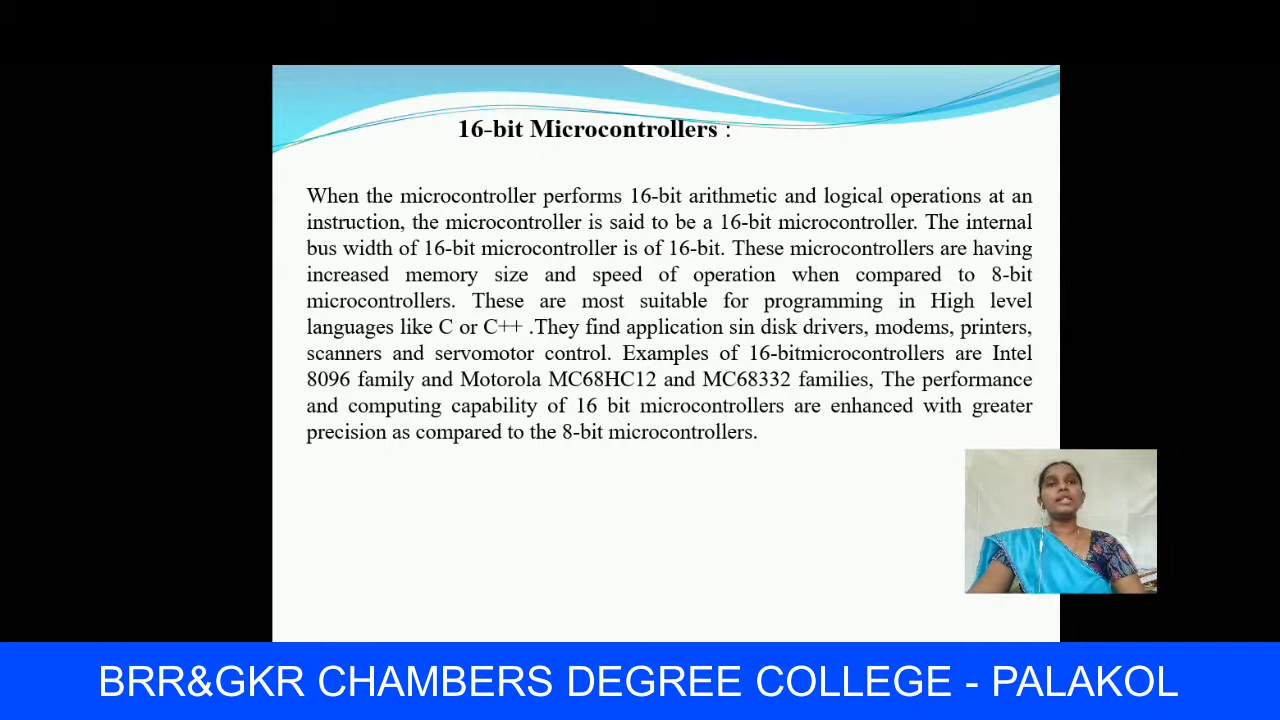 16-bit Microcontrollers :
When the microcontroller performs 16-bit arithmetic and logical operations at an
instruction, the microcontroller is said to be a 16-bit microcontroller. The internal
bus width of 16-bit microcontroller is of 16-bit. These microcontrollers are having
increased memory size and speed of operation when compared to 8-bit
microcontrollers. These are most suitable for programming in High level
languages like C or C++ .They find application sin disk drivers, modems, printers,
scanners and servomotor control. Examples of 16-bitmicrocontrollers are Intel
8096 family and Motorola MC68HC12 and MC68332 families, The performance
and computing capability of 16 bit microcontrollers are enhanced with greater
precision as compared to the 8-bit microcontrollers.
BRR&GKR CHAMBERS DEGREE COLLEGE - PALAKOL